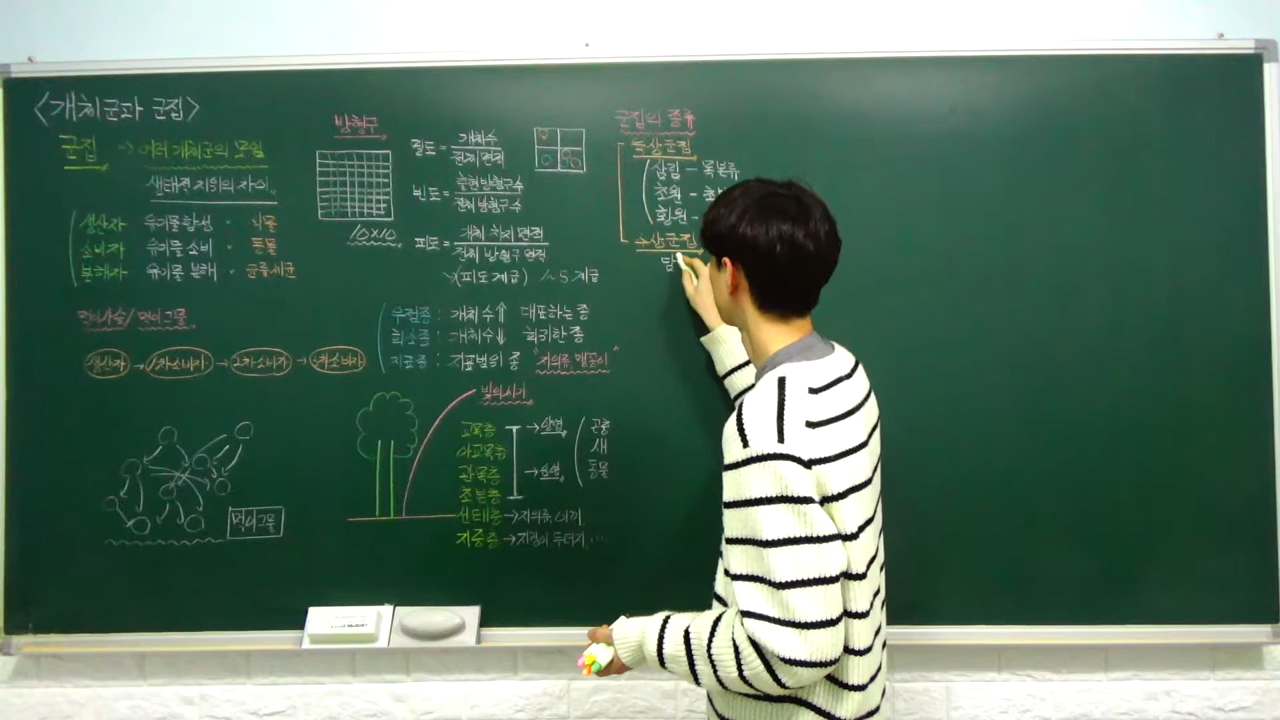 <개체군과 군집>
군집 → 여러 개체군의 모임
생태적 지위의 차이
생산자 유기물 합성 - 식물
소비자 유기물 소비 - 동물
분해자 유기물 분해 - 균류, 세균
먹이사슬/먹이그물
생산자 → 1차소비자 → 2차소비자 → 3차소비자
먹이그물
방형구
10×10
밀도 = 개체수
전체 면적
빈도 = 출현 방형구 수
전체 방형구 수
피도 = 개체 차지 면적
전체 방형구 면적
↘(피도 계급) 1~5 계급
우점종 : 개체수↑ 대표하는 종
희소종 : 개체수↓ 희귀한 종
지표종 : 지표범위 종 "지의류, 맹꽁이"
빛의 세기
교목층
아교목층
관목층
초본층
선태층 → 지의류, 이끼
지중층 → 지렁이, 두더지, …
→
→
곤충
새
동물
군집의 종류
육상군집
삼림 - 목본류
초원 - 초본
황원 -
수상군집
담